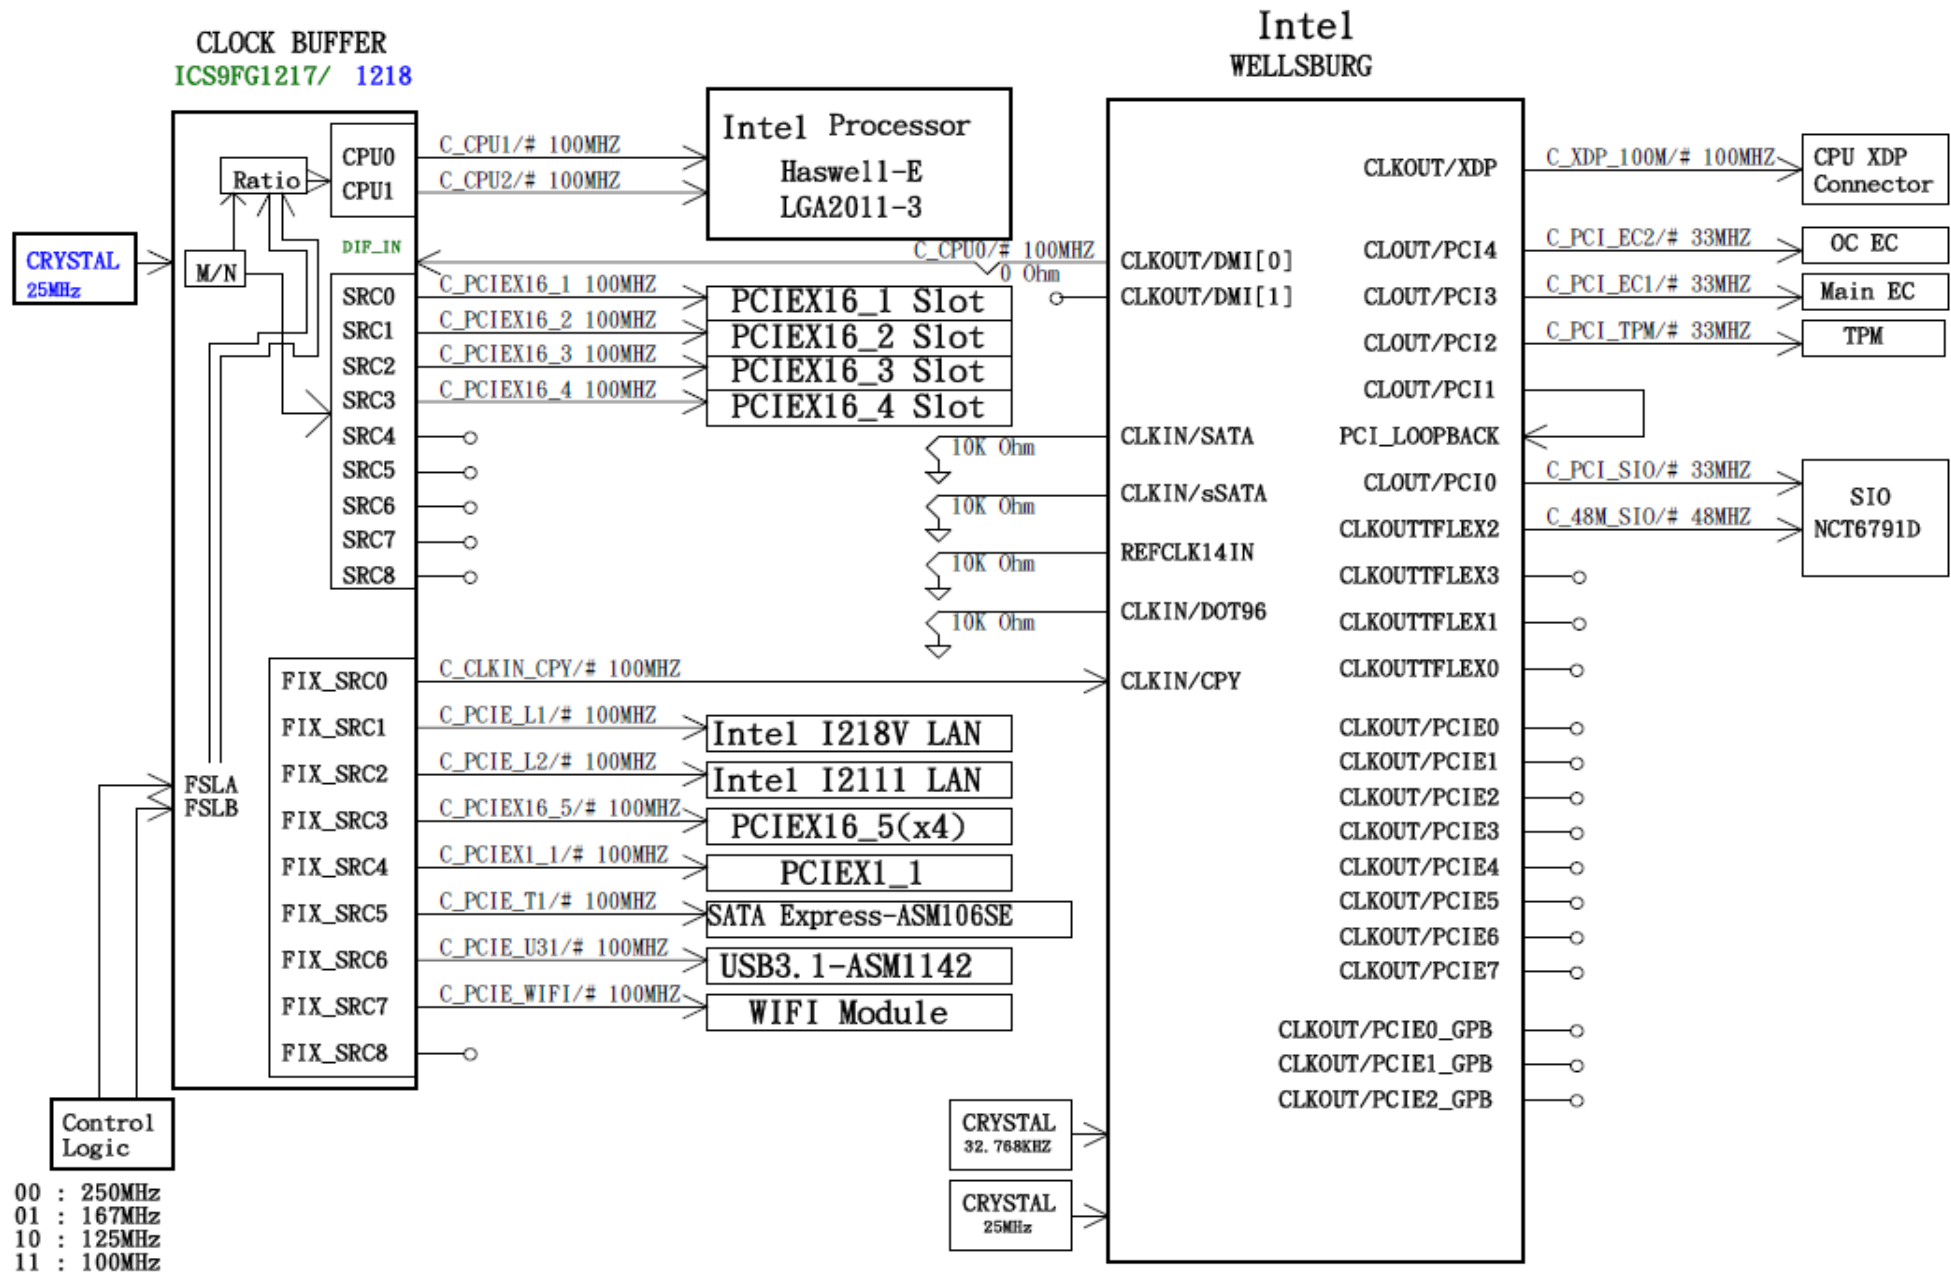 CLOCK BUFFER
ICS9FG1217/ 1218
CRYSTAL
25MHz
Ratio
M/N
CPU0
CPU1
DIF_IN
SRC0
SRC1
SRC2
SRC3
SRC4
SRC5
SRC6
SRC7
SRC8
FIX_SRC0
FIX_SRC1
FIX_SRC2
FIX_SRC3
FIX_SRC4
FIX_SRC5
FIX_SRC6
FIX_SRC7
FIX_SRC8
FSLA
FSLB
Control
Logic
00 : 250MHz
01 : 167MHz
10 : 125MHz
11 : 100MHz
C_CPU1/# 100MHZ
C_CPU2/# 100MHZ
Intel Processor
Haswell-E
LGA2011-3
C_CPU0/# 100MHZ
0 Ohm
C_PCIEX16_1 100MHZ
C_PCIEX16_2 100MHZ
C_PCIEX16_3 100MHZ
C_PCIEX16_4 100MHZ
PCIEX16_1 Slot
PCIEX16_2 Slot
PCIEX16_3 Slot
PCIEX16_4 Slot
10K Ohm
10K Ohm
10K Ohm
10K Ohm
C_CLKIN_CPY/# 100MHZ
C_PCIE_L1/# 100MHZ
Intel I218V LAN
C_PCIE_L2/# 100MHZ
Intel I2111 LAN
C_PCIEX16_5/# 100MHZ
PCIEX16_5(x4)
C_PCIEX1_1/# 100MHZ
PCIEX1_1
C_PCIE_T1/# 100MHZ
SATA Express-ASM106SE
C_PCIE_U31/# 100MHZ
USB3.1-ASM1142
C_PCIE_WIFI/# 100MHZ
WIFI Module
CRYSTAL
32.768KHZ
CRYSTAL
25MHz
Intel
WELLSBURG
CLKOUT/DMI[0]
CLKOUT/DMI[1]
CLKIN/SATA
CLKIN/sSATA
REFCLK14IN
CLKIN/DOT96
CLKIN/CPY
CLKOUT/XDP
CLOUT/PCI4
CLOUT/PCI3
CLOUT/PCI2
CLOUT/PCI1
PCI_LOOPBACK
CLOUT/PCI0
CLKOUTTFLEX2
CLKOUTTFLEX3
CLKOUTTFLEX1
CLKOUTTFLEX0
CLKOUT/PCIE0
CLKOUT/PCIE1
CLKOUT/PCIE2
CLKOUT/PCIE3
CLKOUT/PCIE4
CLKOUT/PCIE5
CLKOUT/PCIE6
CLKOUT/PCIE7
CLKOUT/PCIE0_GPB
CLKOUT/PCIE1_GPB
CLKOUT/PCIE2_GPB
C_XDP_100M/# 100MHZ
CPU XDP
Connector
C_PCI_EC2/# 33MHZ
OC EC
C_PCI_EC1/# 33MHZ
Main EC
C_PCI_TPM/# 33MHZ
TPM
C_PCI_SIO/# 33MHZ
C_48M_SIO/# 48MHZ
SIO
NCT6791D